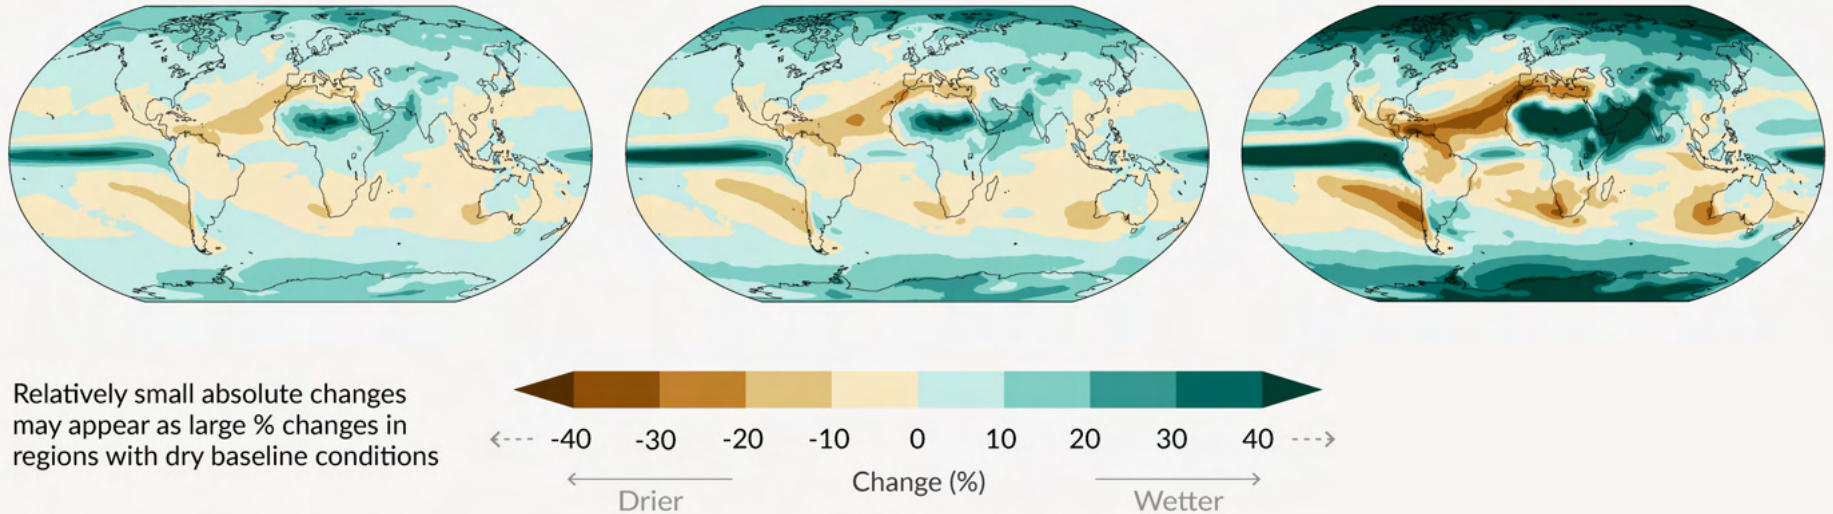 Relatively small absolute changes
may appear as large % changes in
regions with dry baseline conditions
-40 -30 -20 -10 0 10 20 30 40
Change (%)
Drier
Wetter